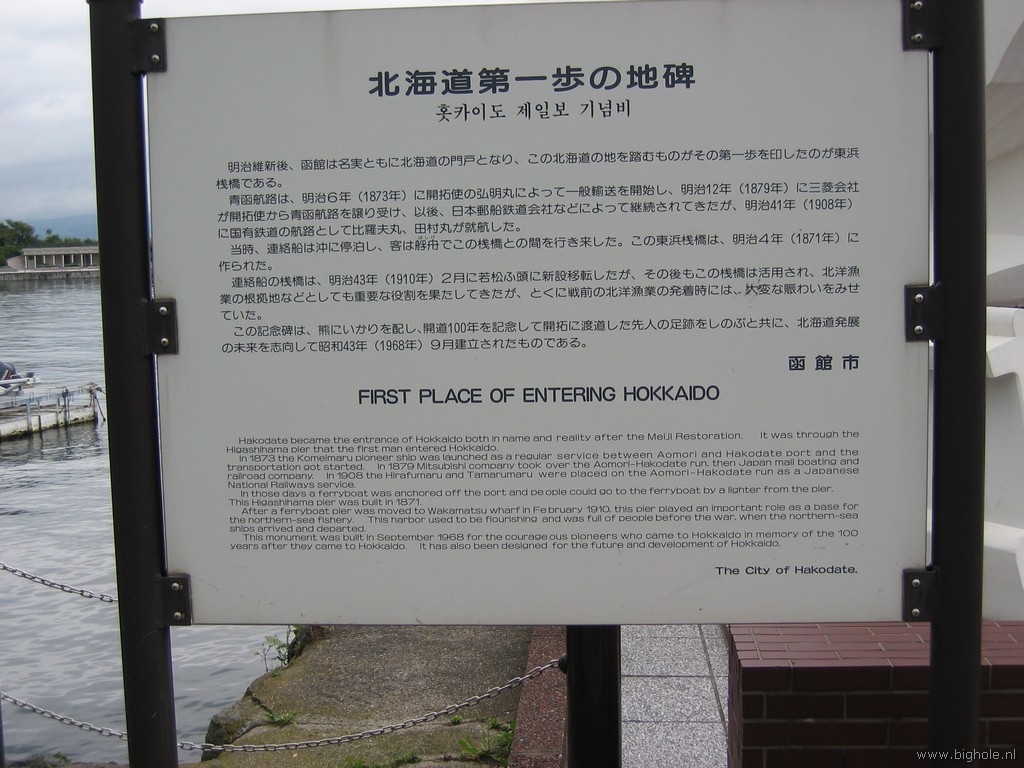 北海道第一歩の地碑
홋카이도 제일보 기념비
明治維新後、函館は名実ともに北海道の門戸となり、この北海道の地を踏むものがその第一歩を印したのが東浜
桟橋である。
青函航路は、明治6年（1873年）に開拓使の弘明丸によって一般輸送を開始し、明治12年（1879年）に三菱会社
が開拓使から青函航路を譲り受け、以後、日本郵船鉄道会社などによって継続されてきたが、明治41年（1908年）
に国有鉄道の航路として比羅夫丸、田村丸が就航した。
当時、連絡船は沖に停泊し、客は艀舟でこの桟橋との間を行き来した。この東浜桟橋は、明治4年（1871年）に
作られた。
連絡船の桟橋は、明治43年（1910年）2月に若松ふ頭に新設移転したが、その後もこの桟橋は活用され、北洋漁
業の根拠地などとしても重要な役割を果たしてきたが、とくに戦前の北洋漁業の発着時には、大変な賑わいをみせ
ていた。
この記念碑は、熊にいかりを配し、開道100年を記念して開拓に渡道した先人の足跡をしのぶと共に、北海道発展
の未来を志向して昭和43年（1968年）9月建立されたものである。
函館市
FIRST PLACE OF ENTERING HOKKAIDO
Hakodate became the entrance of Hokkaido both in name and reality after the Meiji Restoration. It was through the
Higashihama pier that the first man entered Hokkaido.
In 1873 the Komeimaru pioneer ship was launched as a regular service between Aomori and Hakodate port and the
transportation got started. In 1879 Mitsubishi company took over the Aomori-Hakodate run, then Japan mail boating and
railroad company. In 1908 the Hirafumaru and Tamarumaru were placed on the Aomori-Hakodate run as a Japanese
National Railways service.
In those days a ferryboat was anchored off the port and people could go to the ferryboat by a lighter from the pier.
This Higashihama pier was built in 1871.
After a ferryboat pier was moved to Wakamatsu wharf in February 1910, this pier played an important role as a base for
the northern-sea fishery. This harbor used to be flourishing and was full of people before the war, when the northern-sea
ships arrived and departed.
This monument was built in September 1968 for the courageous pioneers who came to Hokkaido in memory of the 100
years after they came to Hokkaido. It has also been designed for the future and development of Hokkaido.
The City of Hakodate.
www.bighole.nl